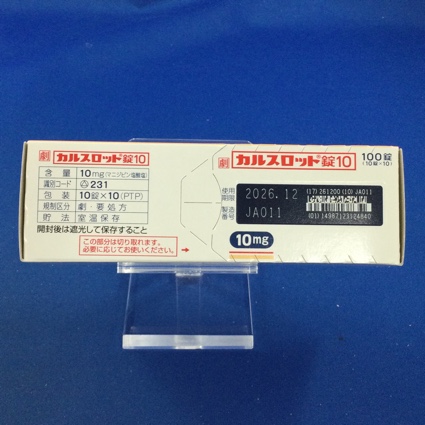 劇 カルスロッド錠10
含量 10mg(マニジピン塩酸塩)
識別コード 231
包装 10錠×10(PTP)
規制区分 劇・要処方
貯法 室温保存
開封後は遮光して保存すること
この部分は切り取れます。
必要に応じてお使いください。→
劇 カルスロッド錠10 100錠
(10錠×10)
使用期限 2026.12
製造番号 JA011
(17) 261200 (10) JA011
(01) 14987123124840
10mg